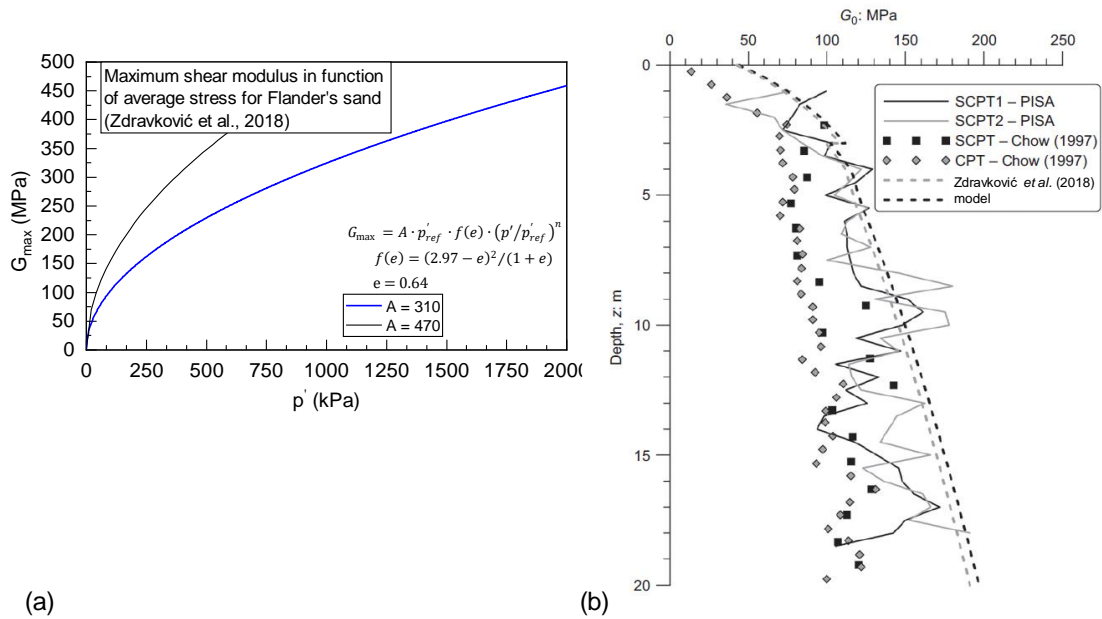 500
450
400
350
300
250
200
150
100
50
0
G_max (MPa)
Maximum shear modulus in function
of average stress for Flander's sand
(Zdravković et al., 2018)
G_max = A · p'_ref · f(e) · (p'/p'_ref)^n
f(e) = (2.97 − e)^2/(1 + e)
e = 0.64
A = 310
A = 470
0 250 500 750 1000 1250 1500 1750 2000
p' (kPa)
(a)
G_0: MPa
0 50 100 150 200 250
0
5
10
15
20
Depth, z: m
SCPT1 – PISA
SCPT2 – PISA
SCPT – Chow (1997)
CPT – Chow (1997)
Zdravković et al. (2018)
model
(b)